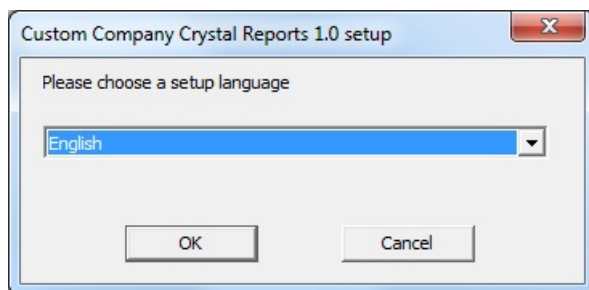 Custom Company Crystal Reports 1.0 setup
Please choose a setup language
English
OK Cancel